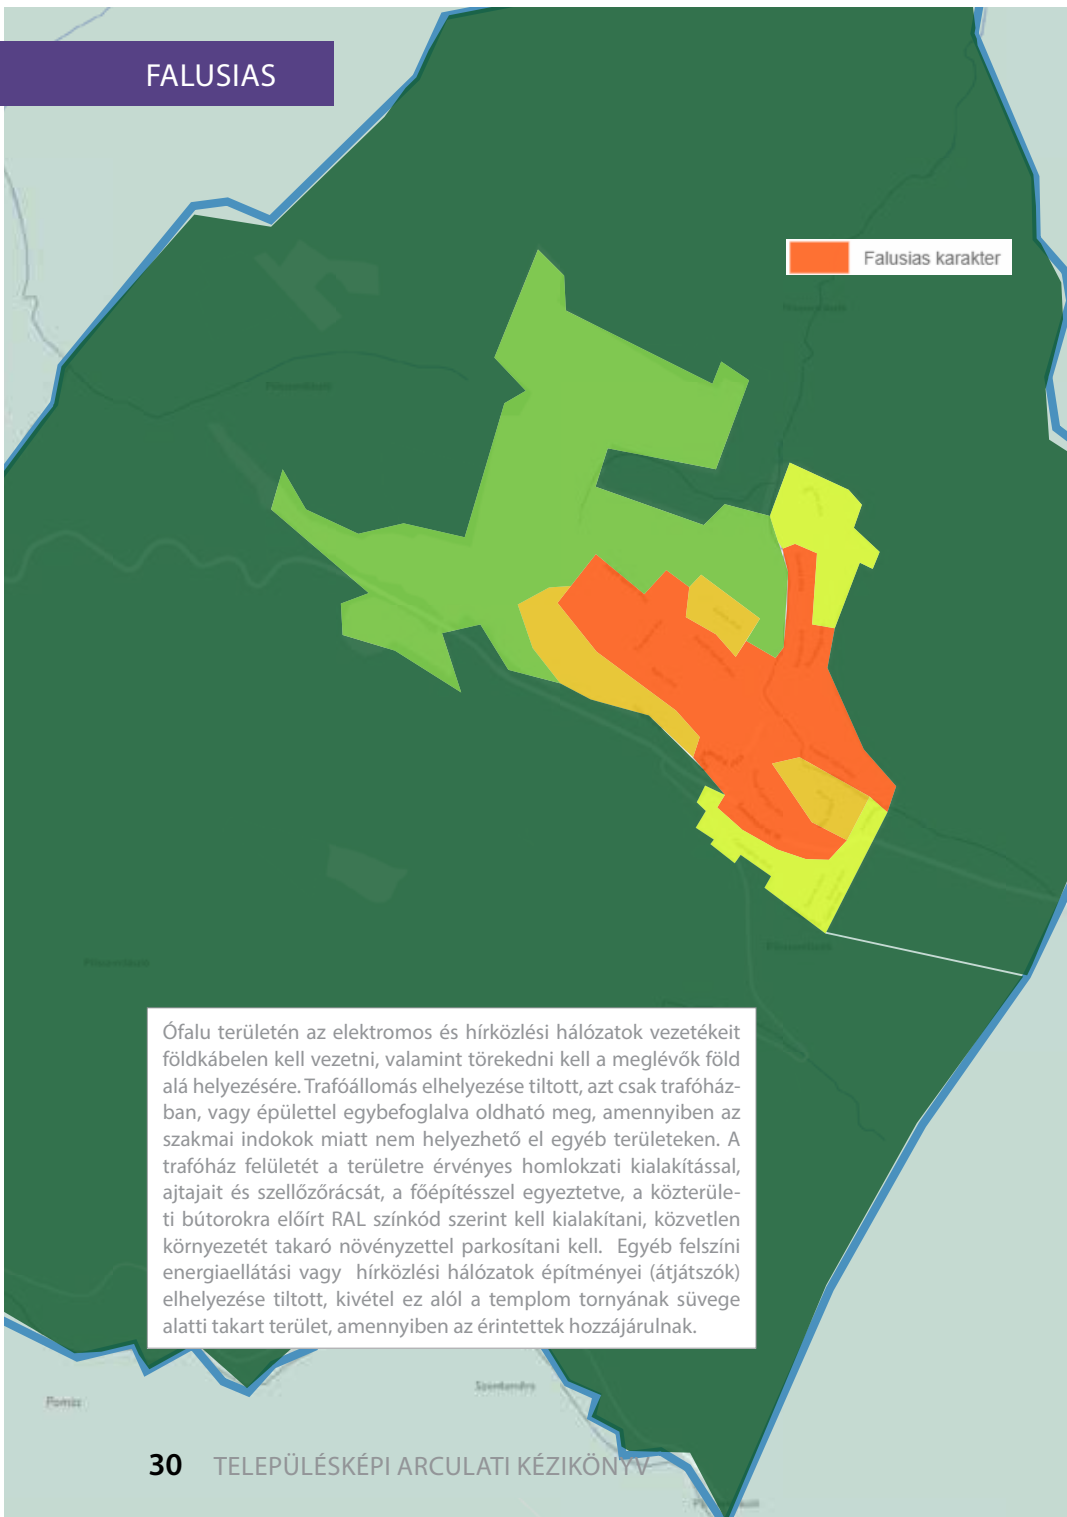 FALUSIAS
Falusias karakter
Ófalu területén az elektromos és hírközlési hálózatok vezetékeit
földkábelen kell vezetni, valamint törekedni kell a meglévők föld
alá helyezésére. Trafóállomás elhelyezése tiltott, azt csak trafóház-
ban, vagy épülettel egybefoglalva oldható meg, amennyiben az
szakmai indokok miatt nem helyezhető el egyéb területeken. A
trafóház felületét a területre érvényes homlokzati kialakítással,
ajtajait és szellőzőrácsát, a főépítésszel egyeztetve, a közterüle-
ti bútorokra előírt RAL színkód szerint kell kialakítani, közvetlen
környezetét takaró növényzettel parkosítani kell. Egyéb felszíni
energiaellátási vagy hírközlési hálózatok építményei (átjátszók)
elhelyezése tiltott, kivétel ez alól a templom tornyának süvege
alatti takart terület, amennyiben az érintettek hozzájárulnak.
Pomáz
Szentendre
30 TELEPÜLÉSKÉPI ARCULATI KÉZIKÖNYV